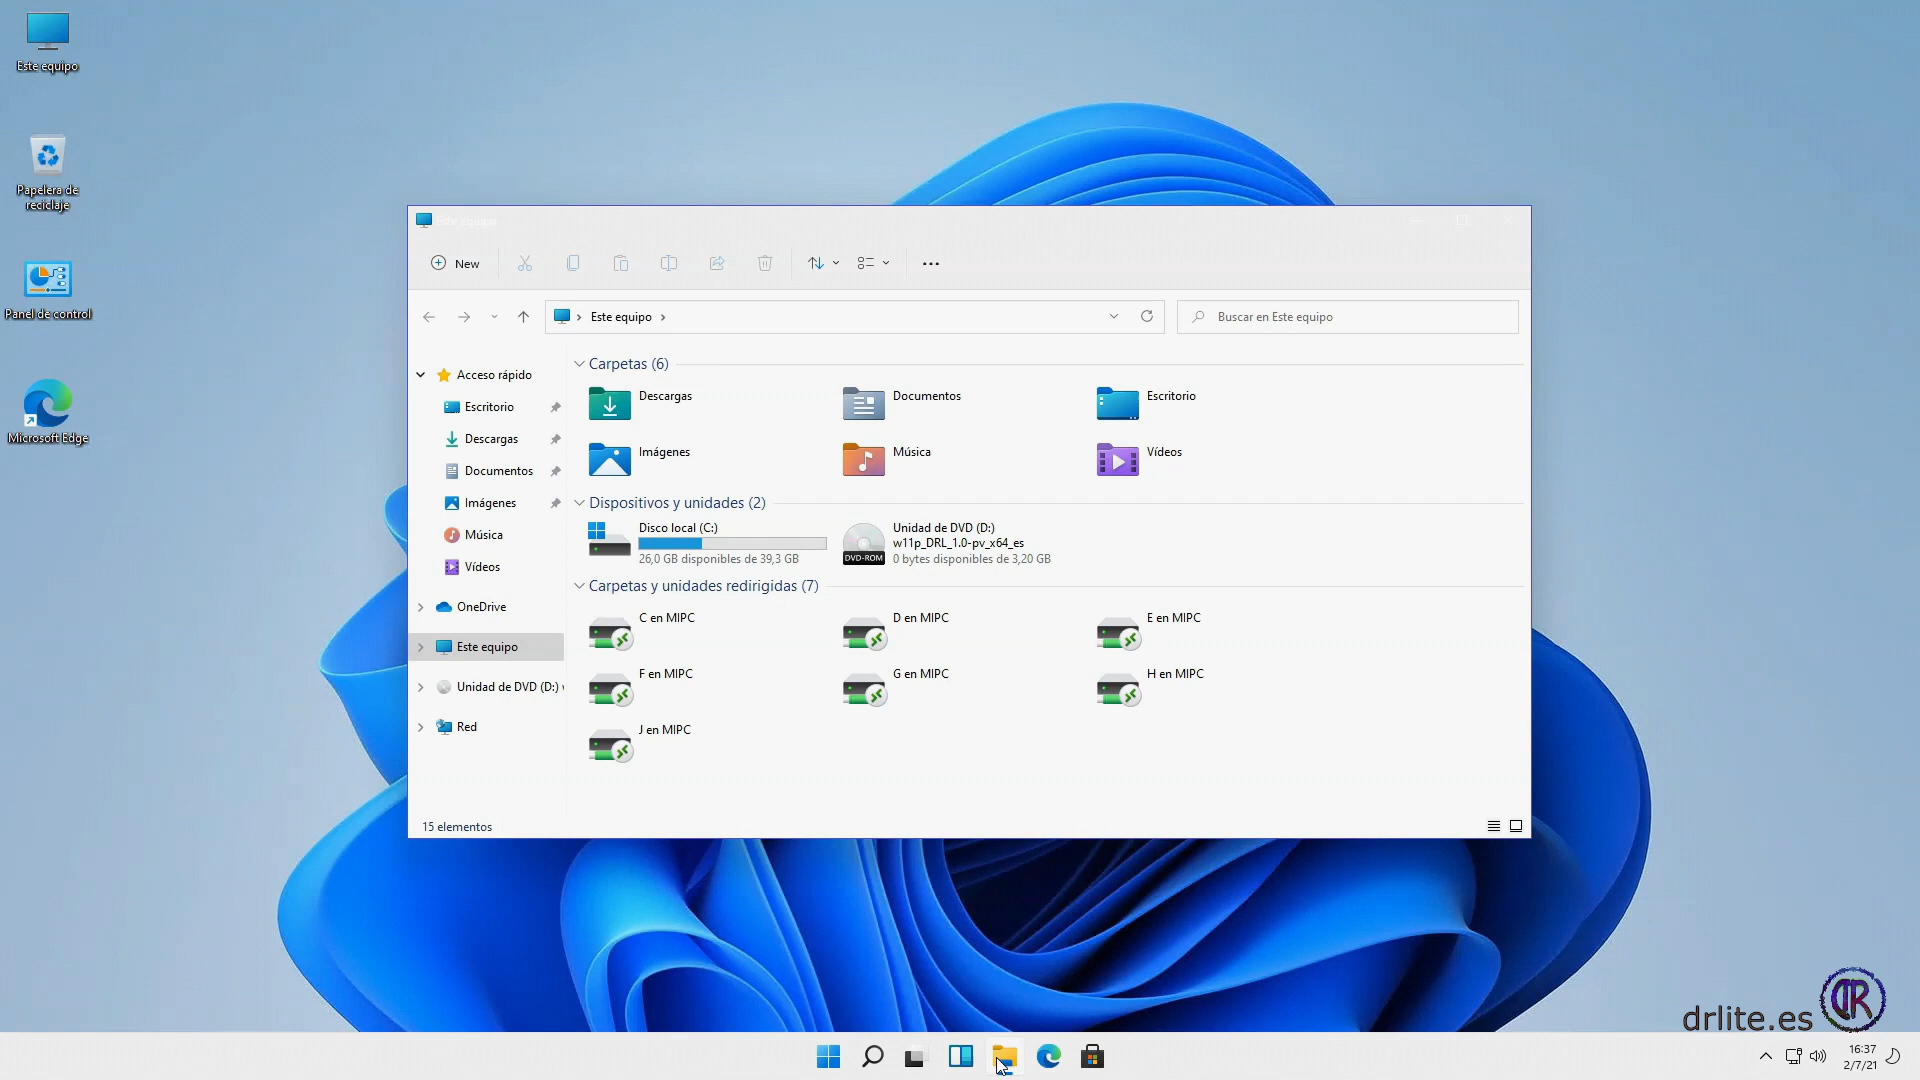 Este equipo
Papelera de
reciclaje
Panel de control
Microsoft Edge
Este equipo
New
Este equipo
Buscar en Este equipo
Acceso rápido
Escritorio
Descargas
Documentos
Imágenes
Música
Vídeos
OneDrive
Este equipo
Unidad de DVD (D:)
Red
Carpetas (6)
Descargas
Documentos
Escritorio
Imágenes
Música
Vídeos
Dispositivos y unidades (2)
Disco local (C:)
26,0 GB disponibles de 39,3 GB
Unidad de DVD (D:)
w11p_DRL_1.0-pv_x64_es
DVD-ROM
0 bytes disponibles de 3,20 GB
Carpetas y unidades redirigidas (7)
C en MIPC
D en MIPC
E en MIPC
F en MIPC
G en MIPC
H en MIPC
J en MIPC
15 elementos
drlite.es
16:37
2/7/21